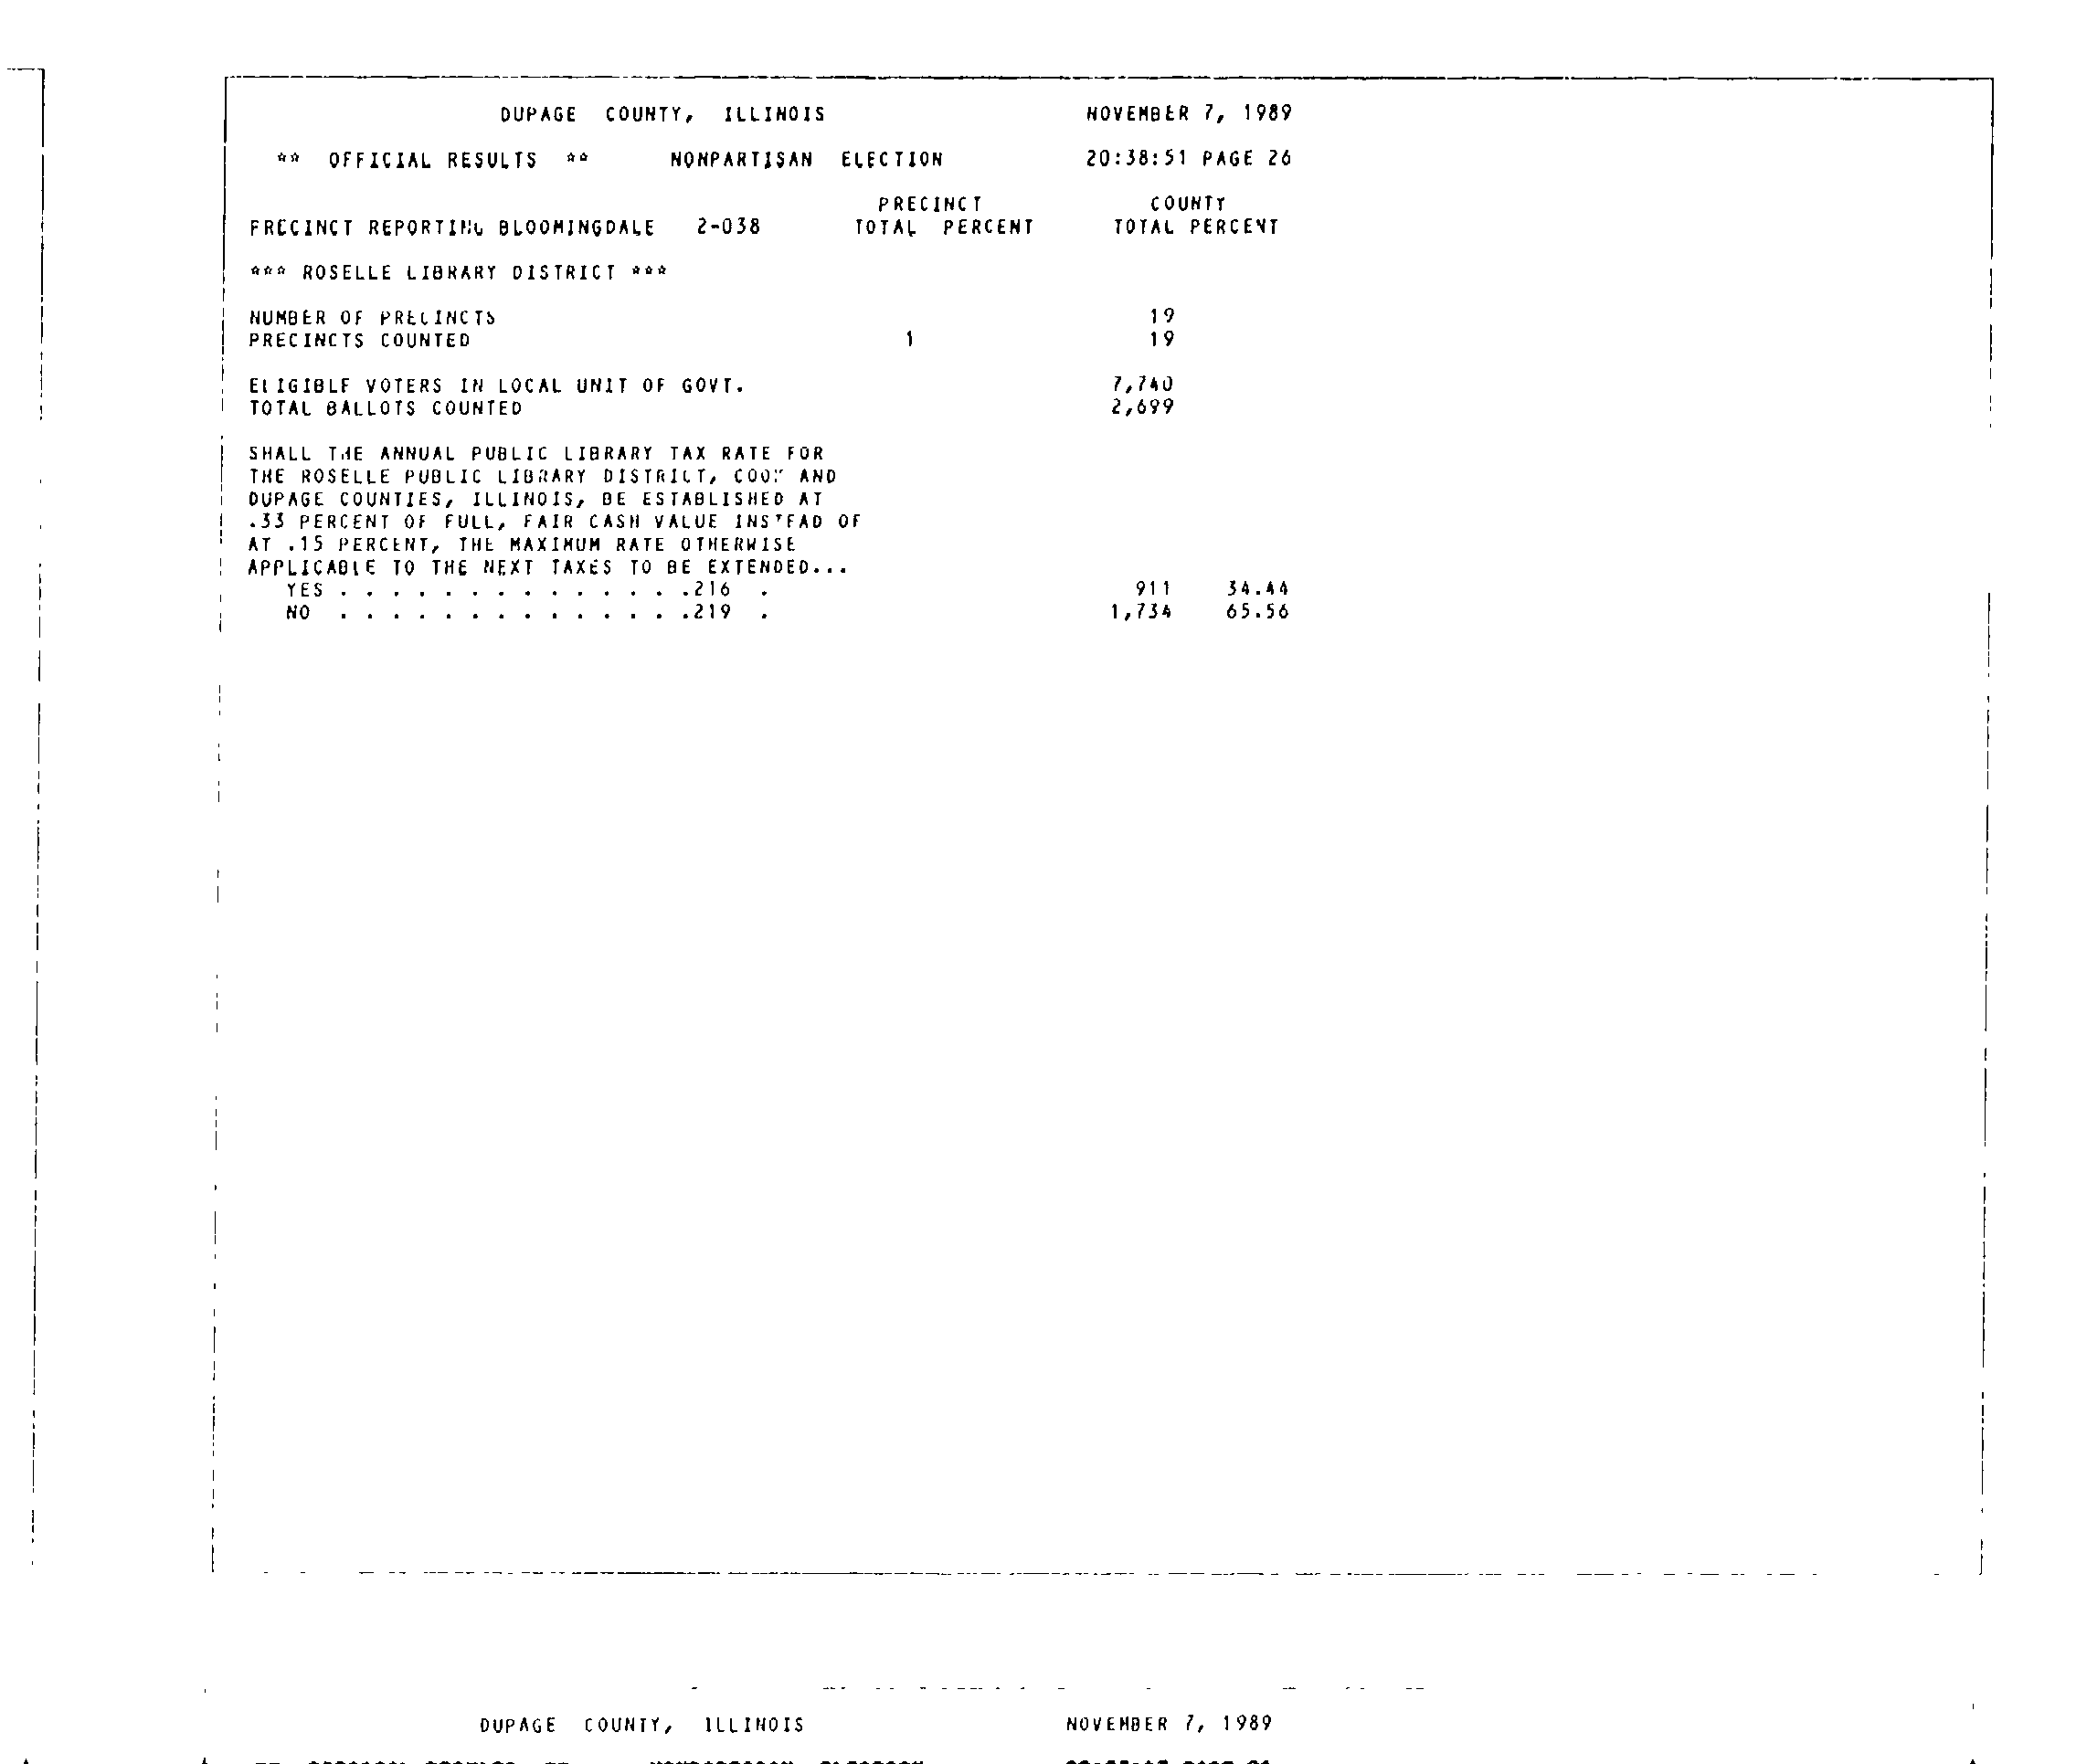 DUPAGE COUNTY, ILLINOIS NOVEMBER 7, 1989
** OFFICIAL RESULTS ** NONPARTISAN ELECTION 20:38:51 PAGE 26
PRECINCT COUNTY
PRECINCT REPORTING BLOOMINGDALE 2-038 TOTAL PERCENT TOTAL PERCENT
*** ROSELLE LIBRARY DISTRICT ***
NUMBER OF PRECINCTS 19
PRECINCTS COUNTED 1 19
ELIGIBLE VOTERS IN LOCAL UNIT OF GOVT. 7,740
TOTAL BALLOTS COUNTED 2,699
SHALL THE ANNUAL PUBLIC LIBRARY TAX RATE FOR
THE ROSELLE PUBLIC LIBRARY DISTRICT, COOK AND
DUPAGE COUNTIES, ILLINOIS, BE ESTABLISHED AT
.33 PERCENT OF FULL, FAIR CASH VALUE INSTEAD OF
AT .15 PERCENT, THE MAXIMUM RATE OTHERWISE
APPLICABLE TO THE NEXT TAXES TO BE EXTENDED...
YES . . . . . . . . . . . . . .216 . 911 34.44
NO . . . . . . . . . . . . . .219 . 1,734 65.56
DUPAGE COUNTY, ILLINOIS NOVEMBER 7, 1989